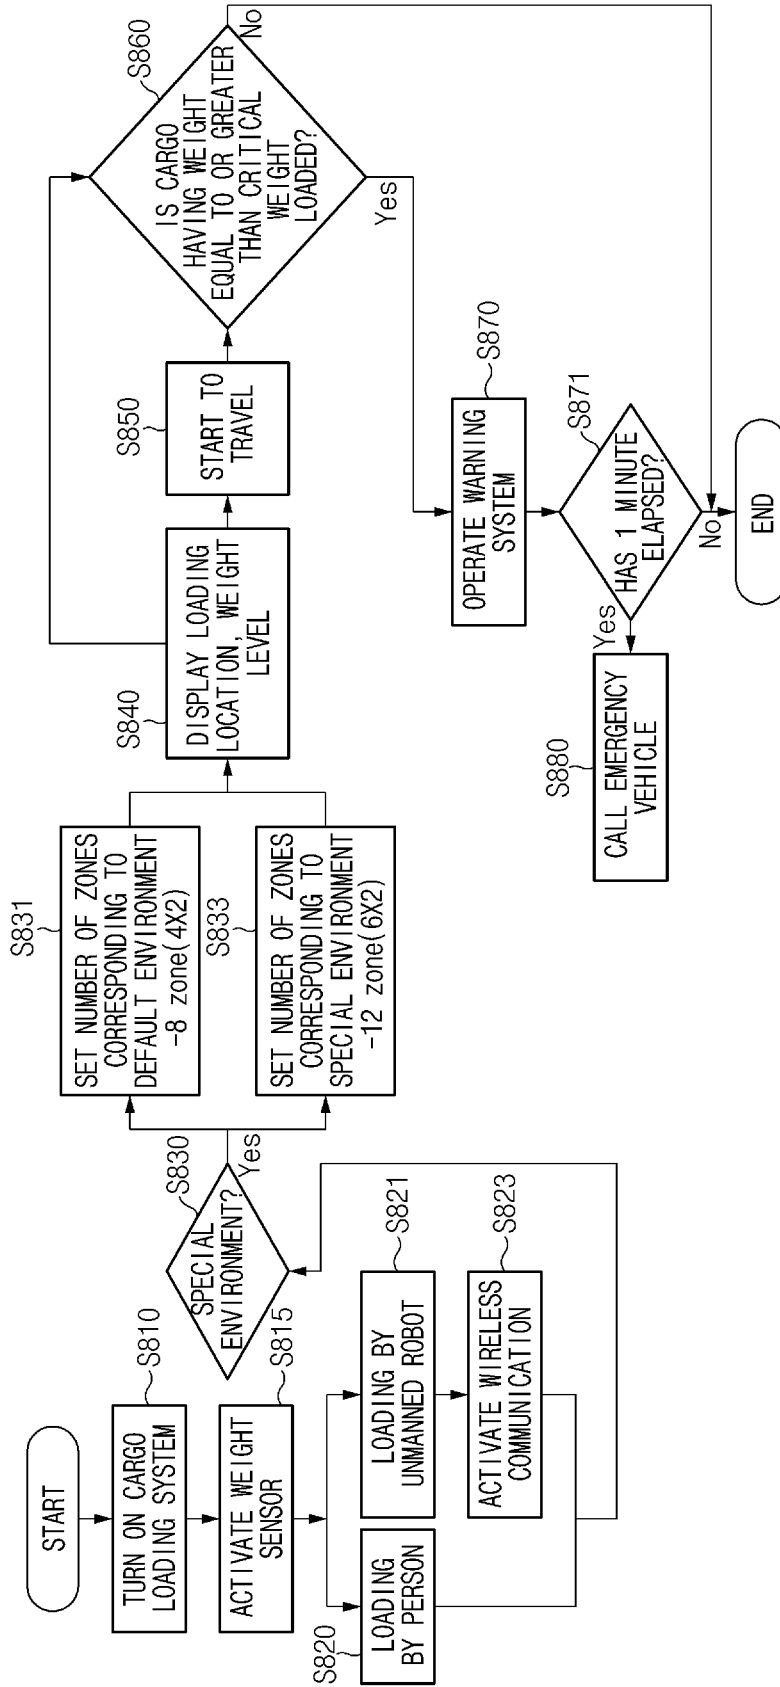 START
TURN ON CARGO
LOADING SYSTEM
S810
ACTIVATE WEIGHT
SENSOR
S815
LOADING
BY PERSON
S820
LOADING BY
UNMANNED ROBOT
S821
ACTIVATE WIRELESS
COMMUNICATION
S823
SPECIAL
ENVIRONMENT?
S830
Yes
SET NUMBER OF ZONES
CORRESPONDING TO
DEFAULT ENVIRONMENT
-8 zone(4X2)
S831
SET NUMBER OF ZONES
CORRESPONDING TO
SPECIAL ENVIRONMENT
-12 zone(6X2)
S833
DISPLAY LOADING
LOCATION, WEIGHT
LEVEL
S840
START TO
TRAVEL
S850
IS CARGO
HAVING WEIGHT
EQUAL TO OR GREATER
THAN CRITICAL
WEIGHT
LOADED?
S860
No
Yes
OPERATE WARNING
SYSTEM
S870
HAS 1 MINUTE
ELAPSED?
S871
Yes
No
CALL EMERGENCY
VEHICLE
S880
END